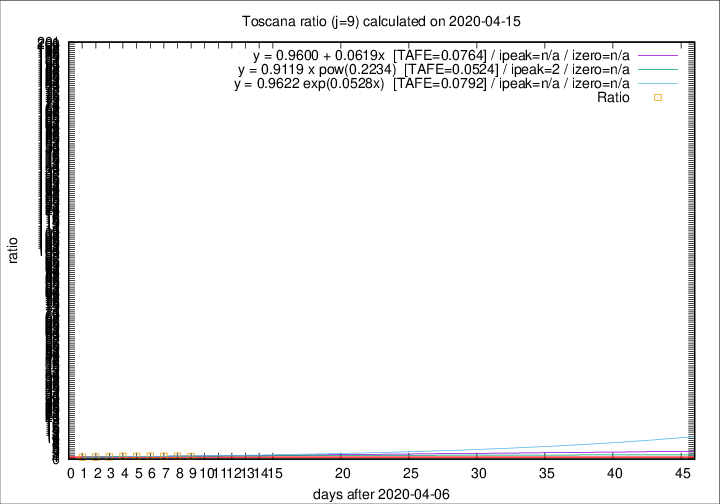 Toscana ratio (j=9) calculated on 2020-04-15
y = 0.9600 + 0.0619x [TAFE=0.0764] / ipeak=n/a / izero=n/a
y = 0.9119 x pow(0.2234) [TAFE=0.0524] / ipeak=2 / izero=n/a
y = 0.9622 exp(0.0528x) [TAFE=0.0792] / ipeak=n/a / izero=n/a
Ratio
ratio
0 1 2 3 4 5 6 7 8 9 10 11 12 13 14 15 20 25 30 35 40 45
days after 2020-04-06